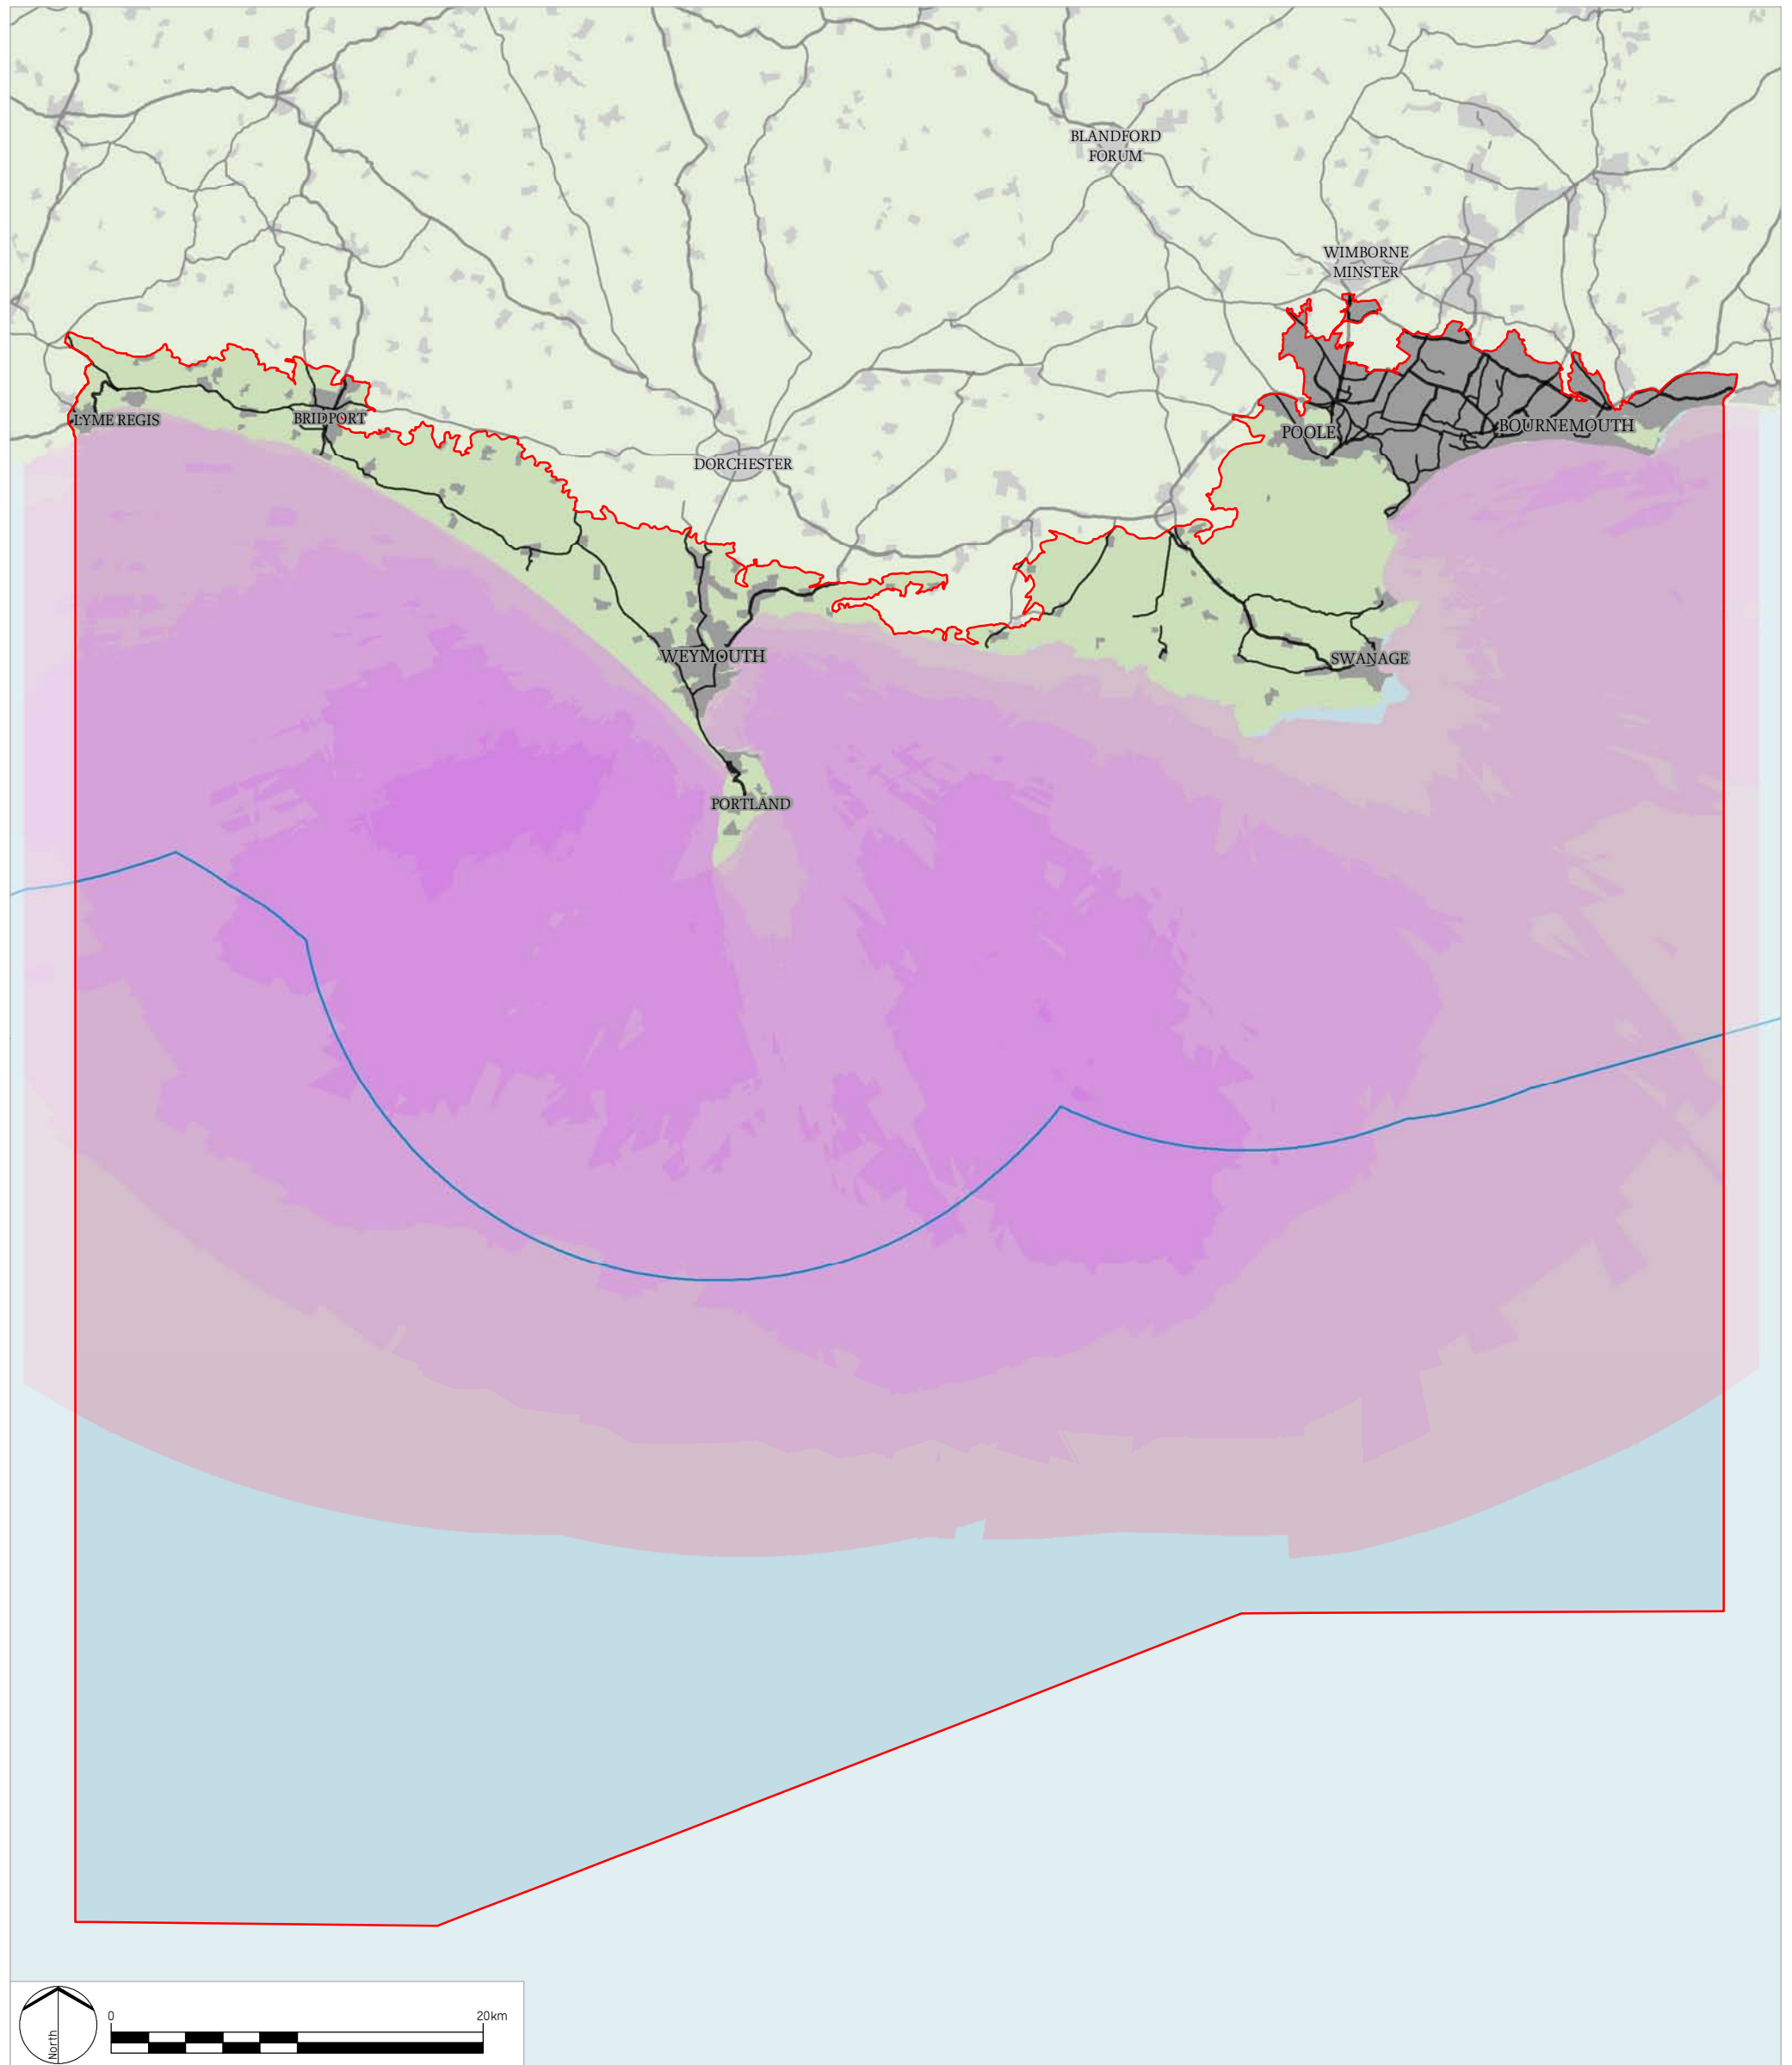 BLANDFORD
FORUM
WIMBORNE
MINSTER
LYME REGIS
BRIDPORT
POOLE
BOURNEMOUTH
DORCHESTER
WEYMOUTH
SWANAGE
PORTLAND
North
0
20km